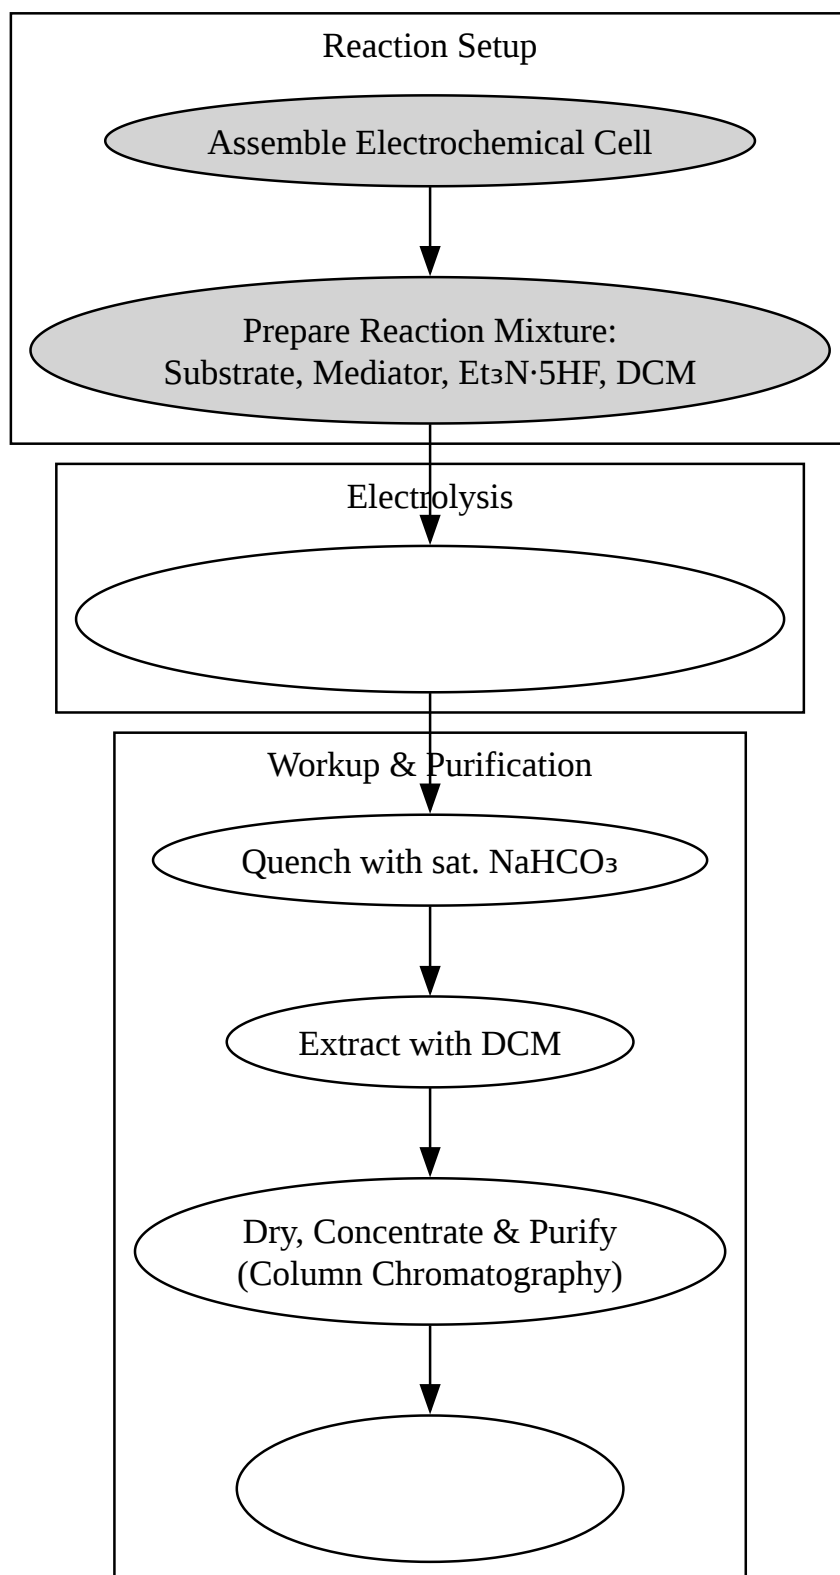 Reaction Setup
Assemble Electrochemical Cell
Prepare Reaction Mixture:
Substrate, Mediator, Et₃N·5HF, DCM
Electrolysis
Workup & Purification
Quench with sat. NaHCO₃
Extract with DCM
Dry, Concentrate & Purify
(Column Chromatography)